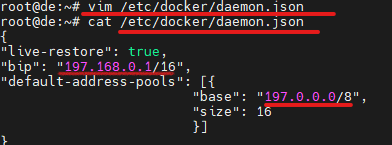 root@de:~# vim /etc/docker/daemon.json
root@de:~# cat /etc/docker/daemon.json
{
"live-restore": true,
"bip": "197.168.0.1/16",
"default-address-pools": [{
"base": "197.0.0.0/8",
"size": 16
}]
}